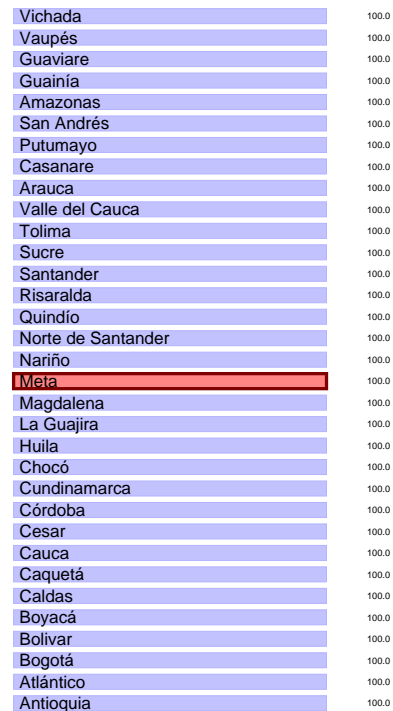 Vichada 100.0
Vaupés 100.0
Guaviare 100.0
Guainía 100.0
Amazonas 100.0
San Andrés 100.0
Putumayo 100.0
Casanare 100.0
Arauca 100.0
Valle del Cauca 100.0
Tolima 100.0
Sucre 100.0
Santander 100.0
Risaralda 100.0
Quindío 100.0
Norte de Santander 100.0
Nariño 100.0
Meta 100.0
Magdalena 100.0
La Guajira 100.0
Huila 100.0
Chocó 100.0
Cundinamarca 100.0
Córdoba 100.0
Cesar 100.0
Cauca 100.0
Caquetá 100.0
Caldas 100.0
Boyacá 100.0
Bolivar 100.0
Bogotá 100.0
Atlántico 100.0
Antioquia 100.0